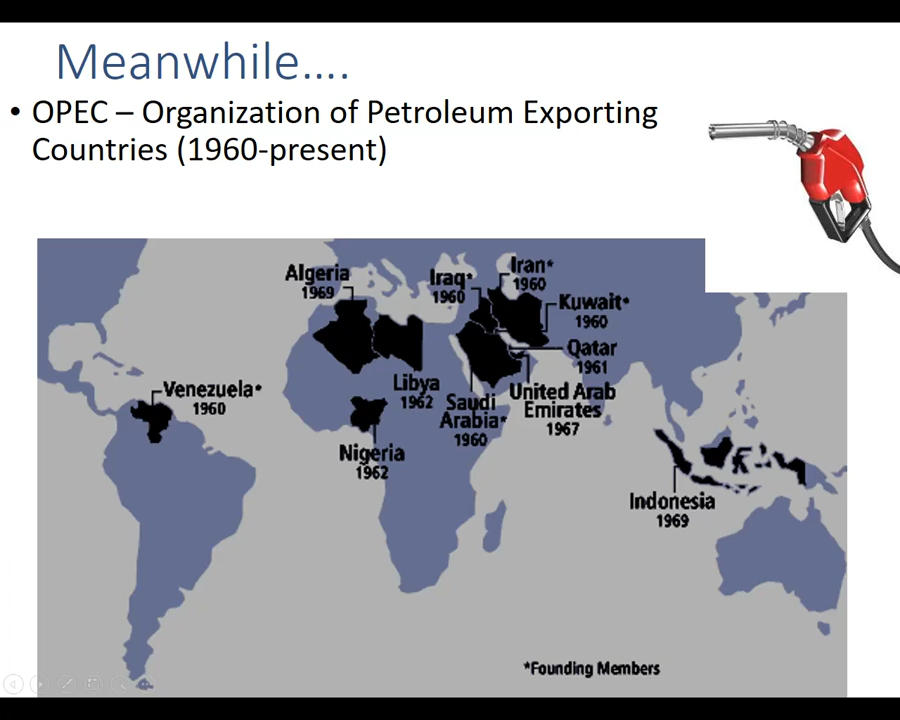 Meanwhile....
• OPEC – Organization of Petroleum Exporting
Countries (1960-present)
Algeria
1969
Iraq*
1960
Iran*
1960
Kuwait*
1960
Qatar
1961
Venezuela*
1960
Libya
1962
Saudi
Arabia*
1960
United Arab
Emirates
1967
Nigeria
1962
Indonesia
1969
*Founding Members